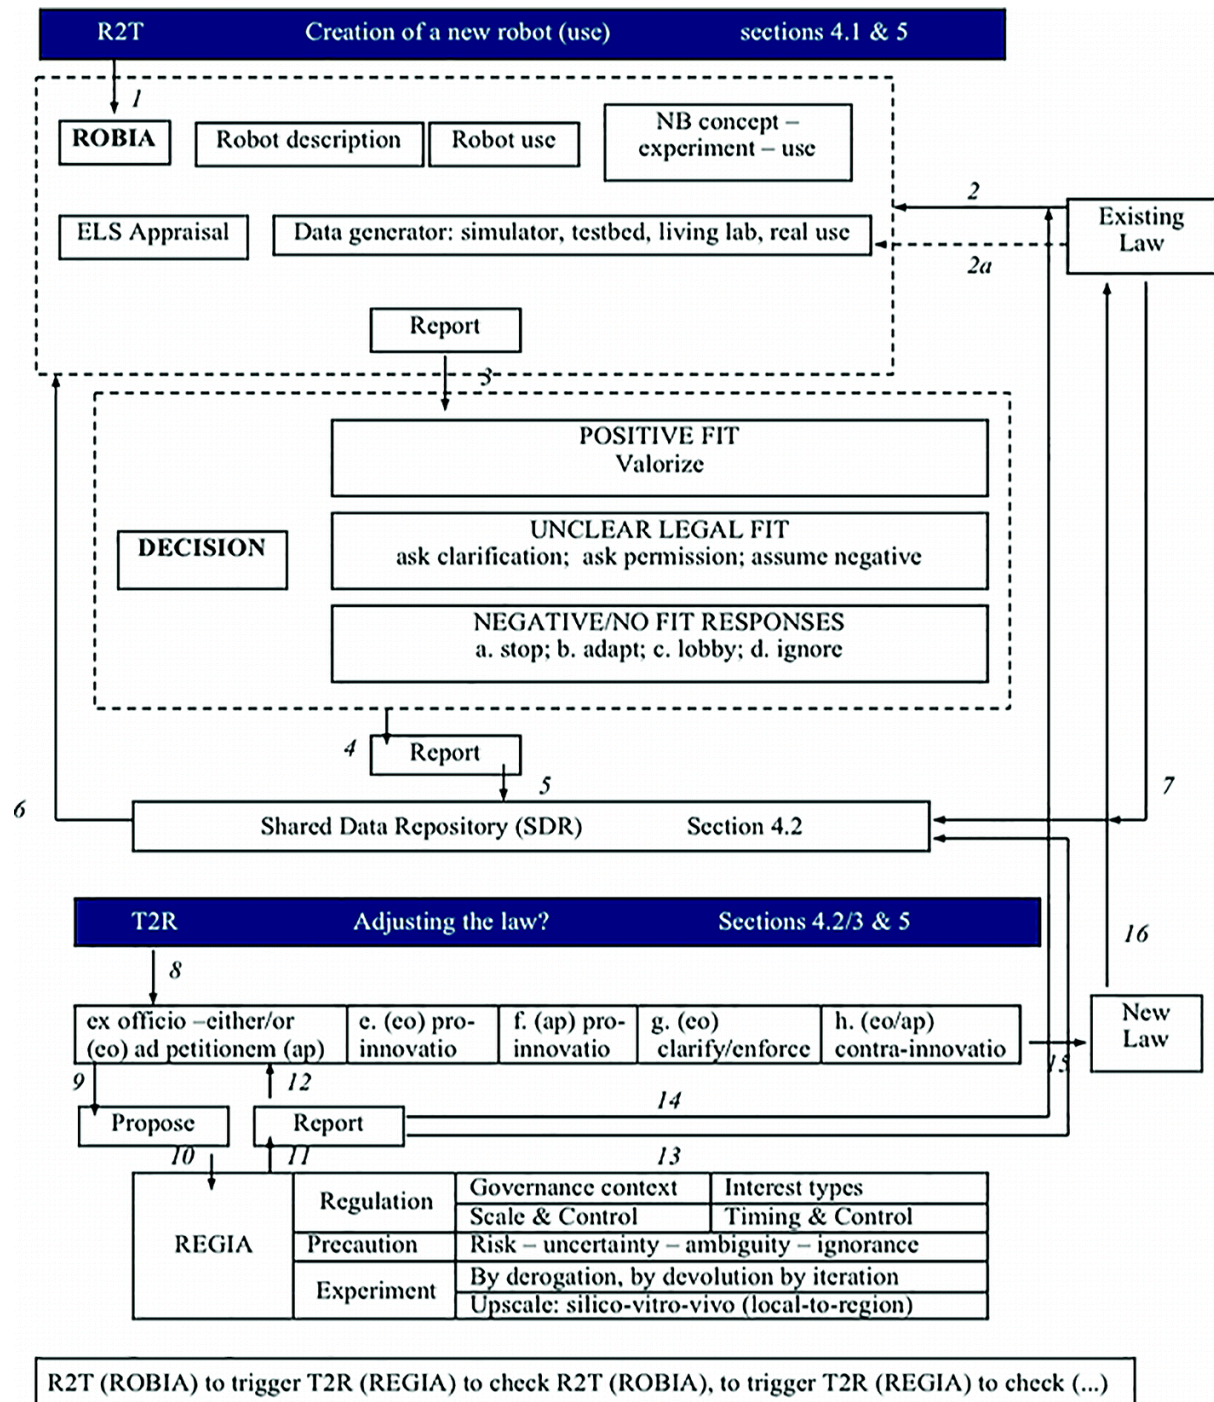 R2T Creation of a new robot (use) sections 4.1 & 5
1
ROBIA Robot description Robot use
NB concept –
experiment – use
2
Existing
Law
ELS Appraisal Data generator: simulator, testbed, living lab, real use
2a
Report
3
POSITIVE FIT
Valorize
DECISION
UNCLEAR LEGAL FIT
ask clarification; ask permission; assume negative
NEGATIVE/NO FIT RESPONSES
a. stop; b. adapt; c. lobby; d. ignore
4 Report
5
6
7
Shared Data Repository (SDR) Section 4.2
T2R Adjusting the law? Sections 4.2/3 & 5
16
8
ex officio –either/or
(eo) ad petitionem (ap)
e. (eo) pro-
innovatio
f. (ap) pro-
innovatio
g. (eo)
clarify/enforce
h. (eo/ap)
contra-innovatio
15
New
Law
9
12
14
Propose Report
10
11
13
REGIA
Regulation
Governance context Interest types
Scale & Control Timing & Control
Precaution Risk – uncertainty – ambiguity – ignorance
Experiment
By derogation, by devolution by iteration
Upscale: silico-vitro-vivo (local-to-region)
R2T (ROBIA) to trigger T2R (REGIA) to check R2T (ROBIA), to trigger T2R (REGIA) to check (...)